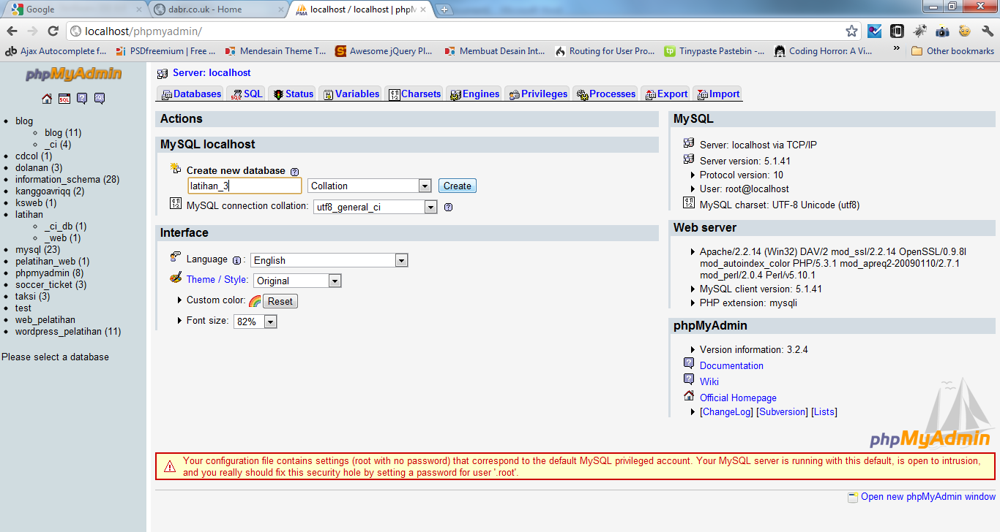 Google
dabr.co.uk - Home
localhost / localhost | phpM
localhost/phpmyadmin/
Ajax Autocomplete f...
PSDfreemium | Free ...
Mendesain Theme T...
Awesome jQuery Pl...
Membuat Desain Int...
Routing for User Pro...
Tinypaste Pastebin -...
Coding Horror: A Vi...
»
Other bookmarks
phpMyAdmin
blog
blog (11)
_ci (4)
cdcol (1)
dolanan (3)
information_schema (28)
kanggoavriqq (2)
ksweb (1)
latihan
_ci_db (1)
_web (1)
mysql (23)
pelatihan_web (1)
phpmyadmin (8)
soccer_ticket (3)
taksi (3)
test
web_pelatihan
wordpress_pelatihan (11)
Please select a database
Server: localhost
Databases
SQL
Status
Variables
Charsets
Engines
Privileges
Processes
Export
Import
Actions
MySQL localhost
Create new database
latihan_3
Collation
Create
MySQL connection collation:
utf8_general_ci
Interface
Language :
English
Theme / Style:
Original
Custom color:
Reset
Font size:
82%
MySQL
Server: localhost via TCP/IP
Server version: 5.1.41
Protocol version: 10
User: root@localhost
MySQL charset: UTF-8 Unicode (utf8)
Web server
Apache/2.2.14 (Win32) DAV/2 mod_ssl/2.2.14 OpenSSL/0.9.8l
mod_autoindex_color PHP/5.3.1 mod_apreq2-20090110/2.7.1
mod_perl/2.0.4 Perl/v5.10.1
MySQL client version: 5.1.41
PHP extension: mysqli
phpMyAdmin
Version information: 3.2.4
Documentation
Wiki
Official Homepage
[ChangeLog] [Subversion] [Lists]
phpMyAdmin
Your configuration file contains settings (root with no password) that correspond to the default MySQL privileged account. Your MySQL server is running with this default, is open to intrusion,
and you really should fix this security hole by setting a password for user '.root'.
Open new phpMyAdmin window